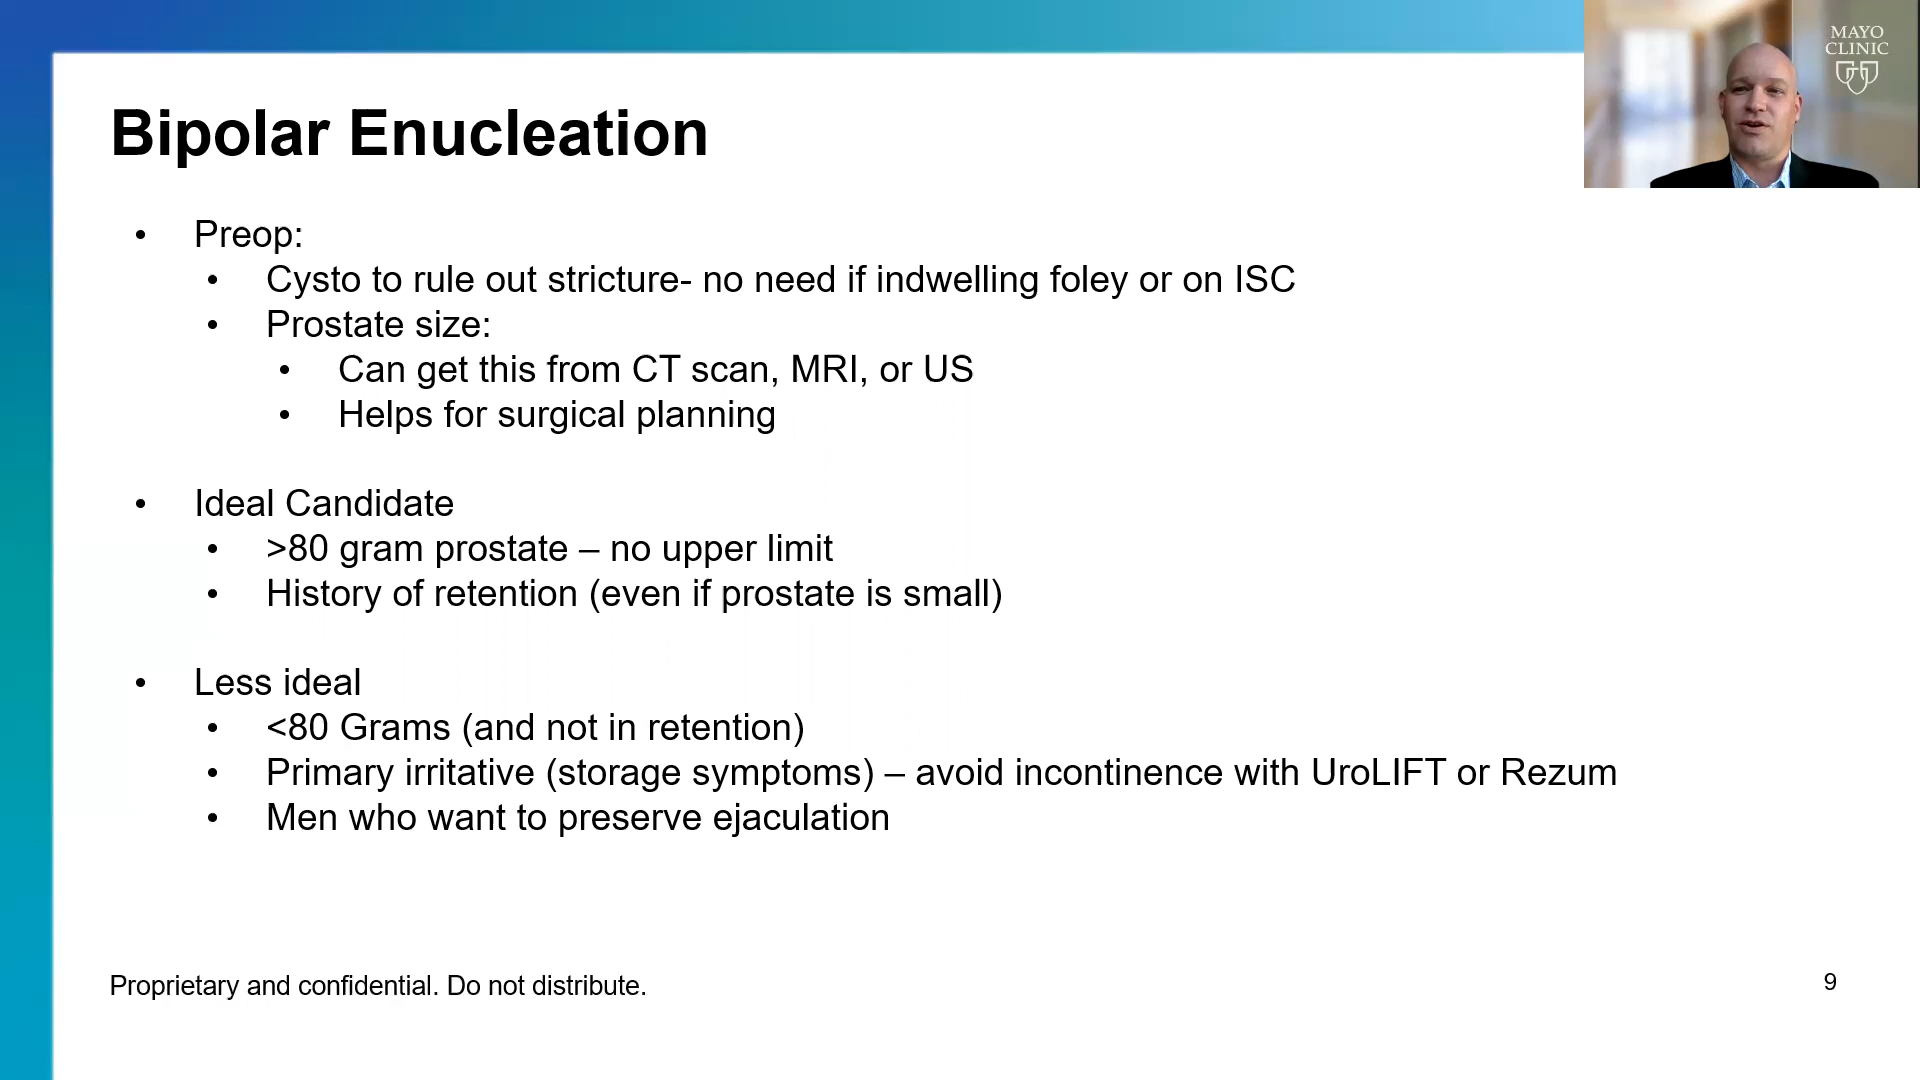 MAYO
CLINIC
Bipolar Enucleation
• Preop:
• Cysto to rule out stricture- no need if indwelling foley or on ISC
• Prostate size:
• Can get this from CT scan, MRI, or US
• Helps for surgical planning
• Ideal Candidate
• >80 gram prostate – no upper limit
• History of retention (even if prostate is small)
• Less ideal
• <80 Grams (and not in retention)
• Primary irritative (storage symptoms) – avoid incontinence with UroLIFT or Rezum
• Men who want to preserve ejaculation
Proprietary and confidential. Do not distribute.
9